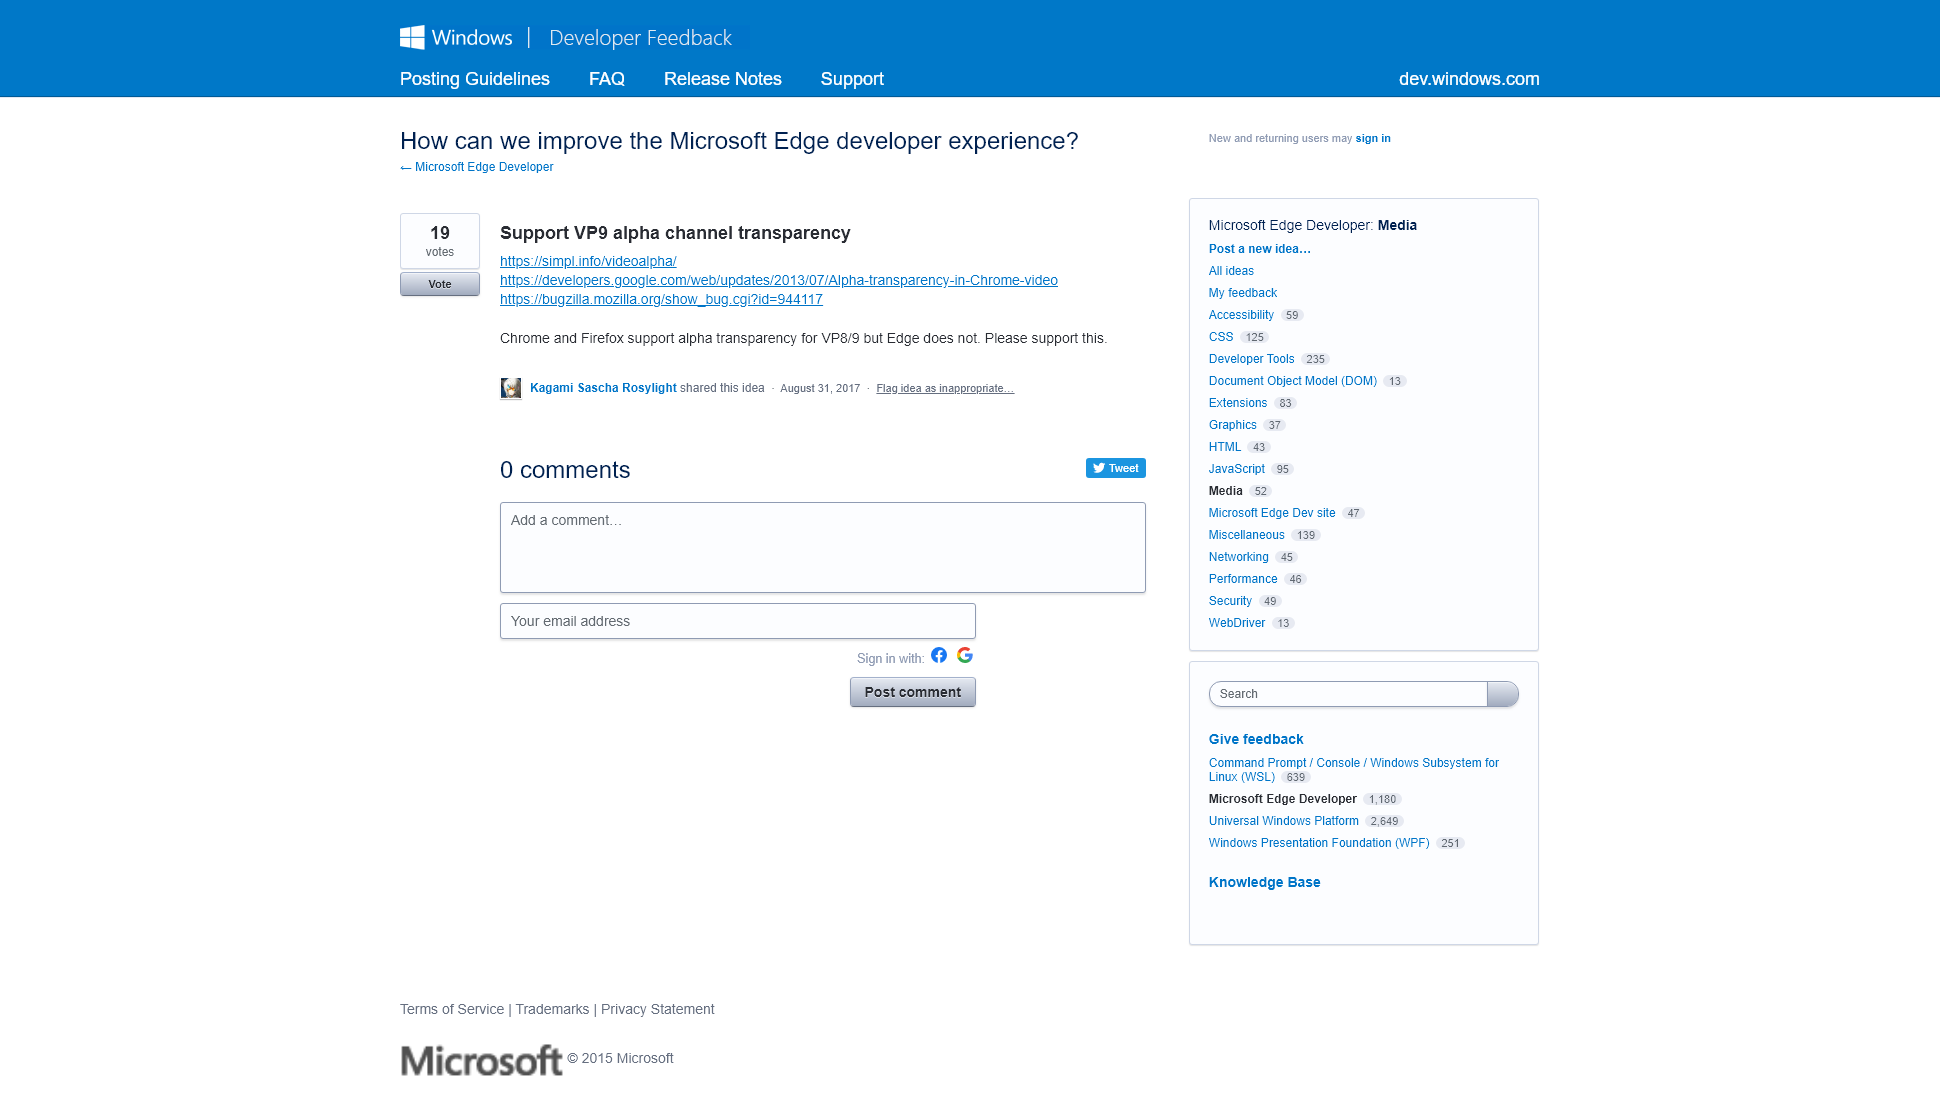 Windows | Developer Feedback
Posting Guidelines FAQ Release Notes Support dev.windows.com
How can we improve the Microsoft Edge developer experience?
← Microsoft Edge Developer
New and returning users may sign in
19
votes
Vote
Support VP9 alpha channel transparency
https://simpl.info/videoalpha/
https://developers.google.com/web/updates/2013/07/Alpha-transparency-in-Chrome-video
https://bugzilla.mozilla.org/show_bug.cgi?id=944117
Chrome and Firefox support alpha transparency for VP8/9 but Edge does not. Please support this.
Kagami Sascha Rosylight shared this idea · August 31, 2017 · Flag idea as inappropriate…
0 comments
Tweet
Add a comment…
Your email address
Sign in with:
Post comment
Microsoft Edge Developer: Media
Post a new idea…
All ideas
My feedback
Accessibility 59
CSS 125
Developer Tools 235
Document Object Model (DOM) 13
Extensions 83
Graphics 37
HTML 43
JavaScript 95
Media 52
Microsoft Edge Dev site 47
Miscellaneous 139
Networking 45
Performance 46
Security 49
WebDriver 13
Search
Give feedback
Command Prompt / Console / Windows Subsystem for
Linux (WSL) 639
Microsoft Edge Developer 1,180
Universal Windows Platform 2,649
Windows Presentation Foundation (WPF) 251
Knowledge Base
Terms of Service | Trademarks | Privacy Statement
Microsoft © 2015 Microsoft